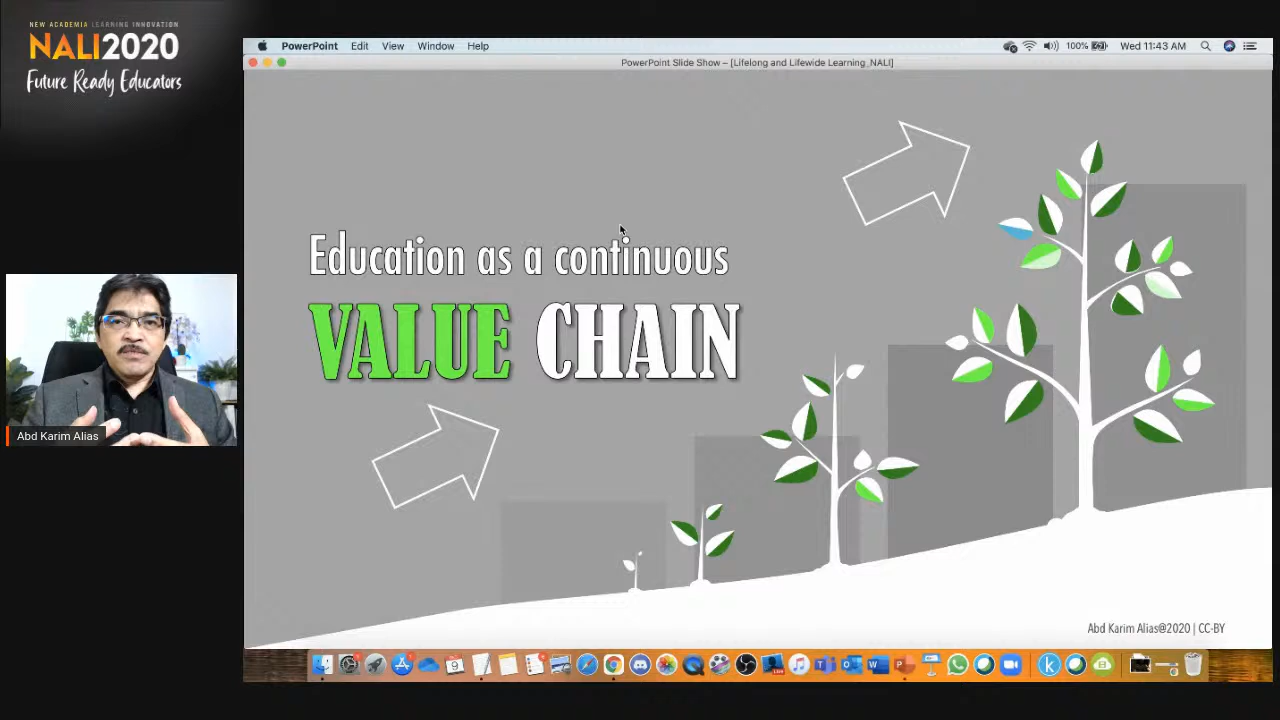 NEW ACADEMIA LEARNING INNOVATION
NALI2020
Future Ready Educators
PowerPoint Edit View Window Help
100% Wed 11:43 AM
PowerPoint Slide Show – [Lifelong and Lifewide Learning_NALI]
Education as a continuous
VALUE CHAIN
Abd Karim Alias
Abd Karim Alias@2020 | CC-BY
9